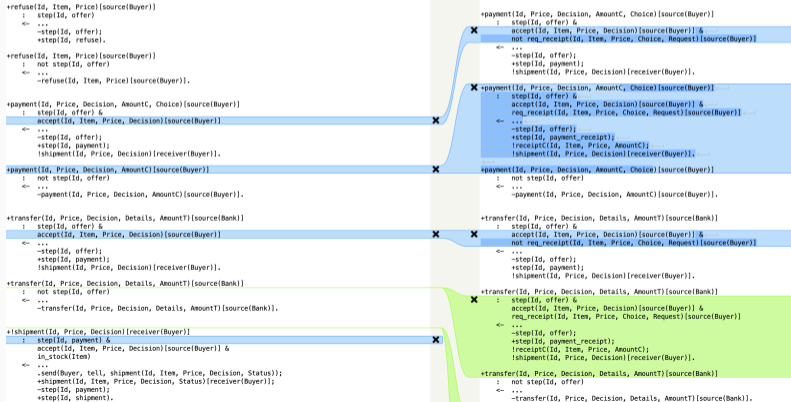 +refuse(Id, Item, Price)[source(Buyer)]
:   step(Id, offer)
<-  ...
-step(Id, offer);
+step(Id, refuse).
+refuse(Id, Item, Price)[source(Buyer)]
:   not step(Id, offer)
<-  ...
-refuse(Id, Item, Price)[source(Buyer)].
+payment(Id, Price, Decision, AmountC, Choice)[source(Buyer)]
:   step(Id, offer) &
accept(Id, Item, Price, Decision)[source(Buyer)]
<-  ...
-step(Id, offer);
+step(Id, payment);
!shipment(Id, Price, Decision)[receiver(Buyer)].
+payment(Id, Price, Decision, AmountC)[source(Buyer)]
:   not step(Id, offer)
<-  ...
-payment(Id, Price, Decision, AmountC)[source(Buyer)].
+transfer(Id, Price, Decision, Details, AmountT)[source(Bank)]
:   step(Id, offer) &
accept(Id, Item, Price, Decision)[source(Buyer)]
<-  ...
-step(Id, offer);
+step(Id, payment);
!shipment(Id, Price, Decision)[receiver(Buyer)].
+transfer(Id, Price, Decision, Details, AmountT)[source(Bank)]
:   not step(Id, offer)
<-  ...
-transfer(Id, Price, Decision, Details, AmountT)[source(Bank)].
+!shipment(Id, Price, Decision)[receiver(Buyer)]
:   step(Id, payment) &
accept(Id, Item, Price, Decision)[source(Buyer)] &
in_stock(Item)
<-  ...
.send(Buyer, tell, shipment(Id, Item, Price, Decision, Status));
+shipment(Id, Item, Price, Decision, Status)[receiver(Buyer)];
-step(Id, payment);
+step(Id, shipment).
+payment(Id, Price, Decision, AmountC, Choice)[source(Buyer)]
:   step(Id, offer) &
accept(Id, Item, Price, Decision)[source(Buyer)] &
not req_receipt(Id, Item, Price, Choice, Request)[source(Buyer)]
<-  ...
-step(Id, offer);
+step(Id, payment);
!shipment(Id, Price, Decision)[receiver(Buyer)].
+payment(Id, Price, Decision, AmountC, Choice)[source(Buyer)]
:   step(Id, offer) &
accept(Id, Item, Price, Decision)[source(Buyer)] &
req_receipt(Id, Item, Price, Choice, Request)[source(Buyer)]
<-  ...
-step(Id, offer);
+step(Id, payment_receipt);
!receiptC(Id, Item, Price, AmountC);
!shipment(Id, Price, Decision)[receiver(Buyer)].
+payment(Id, Price, Decision, AmountC, Choice)[source(Buyer)]
:   not step(Id, offer)
<-  ...
-payment(Id, Price, Decision, AmountC)[source(Buyer)].
+transfer(Id, Price, Decision, Details, AmountT)[source(Bank)]
:   step(Id, offer) &
accept(Id, Item, Price, Decision)[source(Buyer)] &
not req_receipt(Id, Item, Price, Choice, Request)[source(Buyer)]
<-  ...
-step(Id, offer);
+step(Id, payment);
!shipment(Id, Price, Decision)[receiver(Buyer)].
+transfer(Id, Price, Decision, Details, AmountT)[source(Bank)]
:   step(Id, offer) &
accept(Id, Item, Price, Decision)[source(Buyer)] &
req_receipt(Id, Item, Price, Choice, Request)[source(Buyer)]
<-  ...
-step(Id, offer);
+step(Id, payment_receipt);
!receipt(Id, Item, Price, AmountC);
!shipment(Id, Price, Decision)[receiver(Buyer)].
+transfer(Id, Price, Decision, Details, AmountT)[source(Bank)]
:   not step(Id, offer)
<-  ...
-transfer(Id, Price, Decision, Details, AmountT)[source(Bank)].